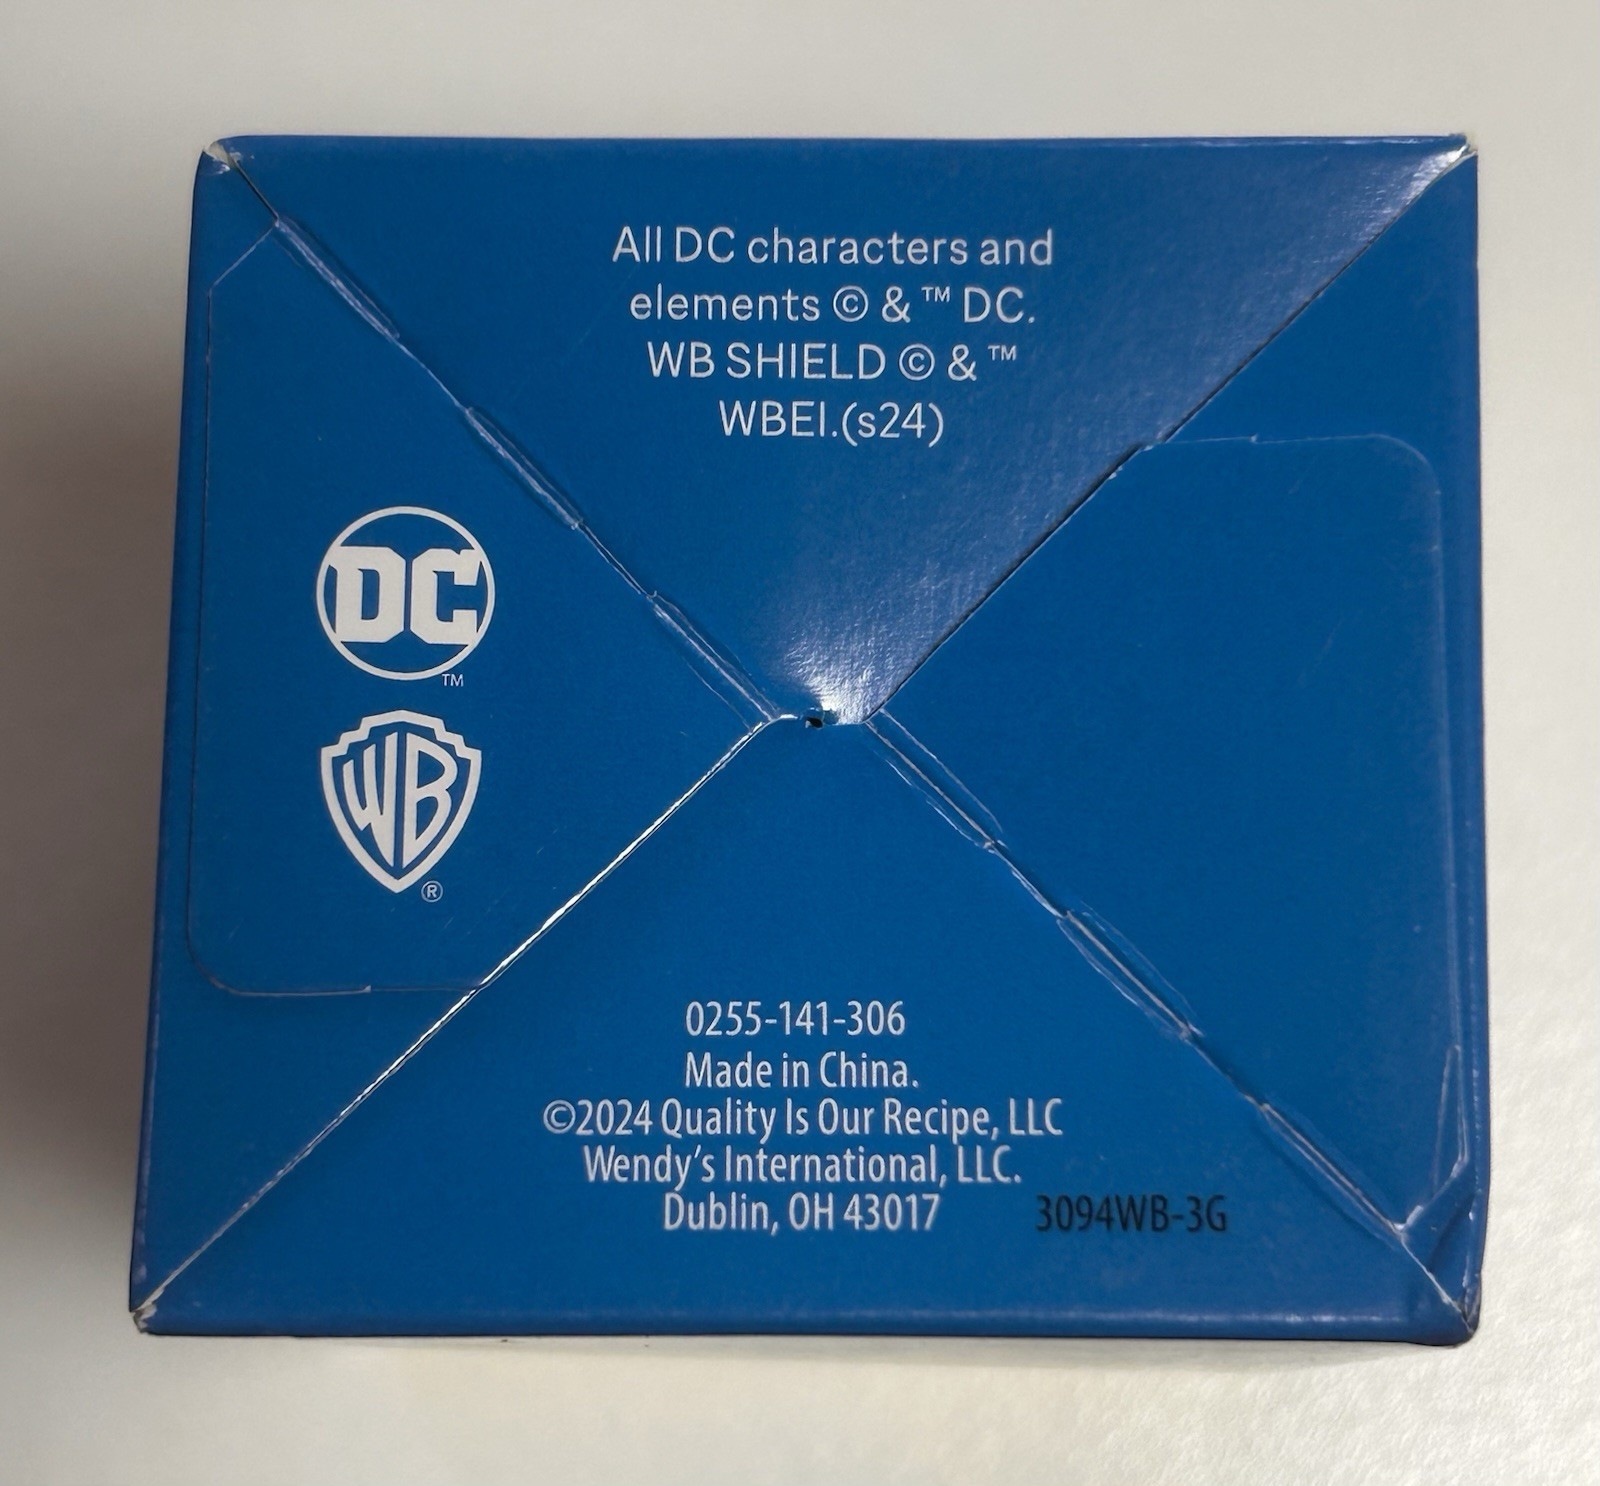 All DC characters and
elements © & ™ DC.
WB SHIELD © & ™
WBEI.(s24)
DC
™
WB
®
0255-141-306
Made in China.
©2024 Quality Is Our Recipe, LLC
Wendy's International, LLC.
Dublin, OH 43017
3094WB-3G